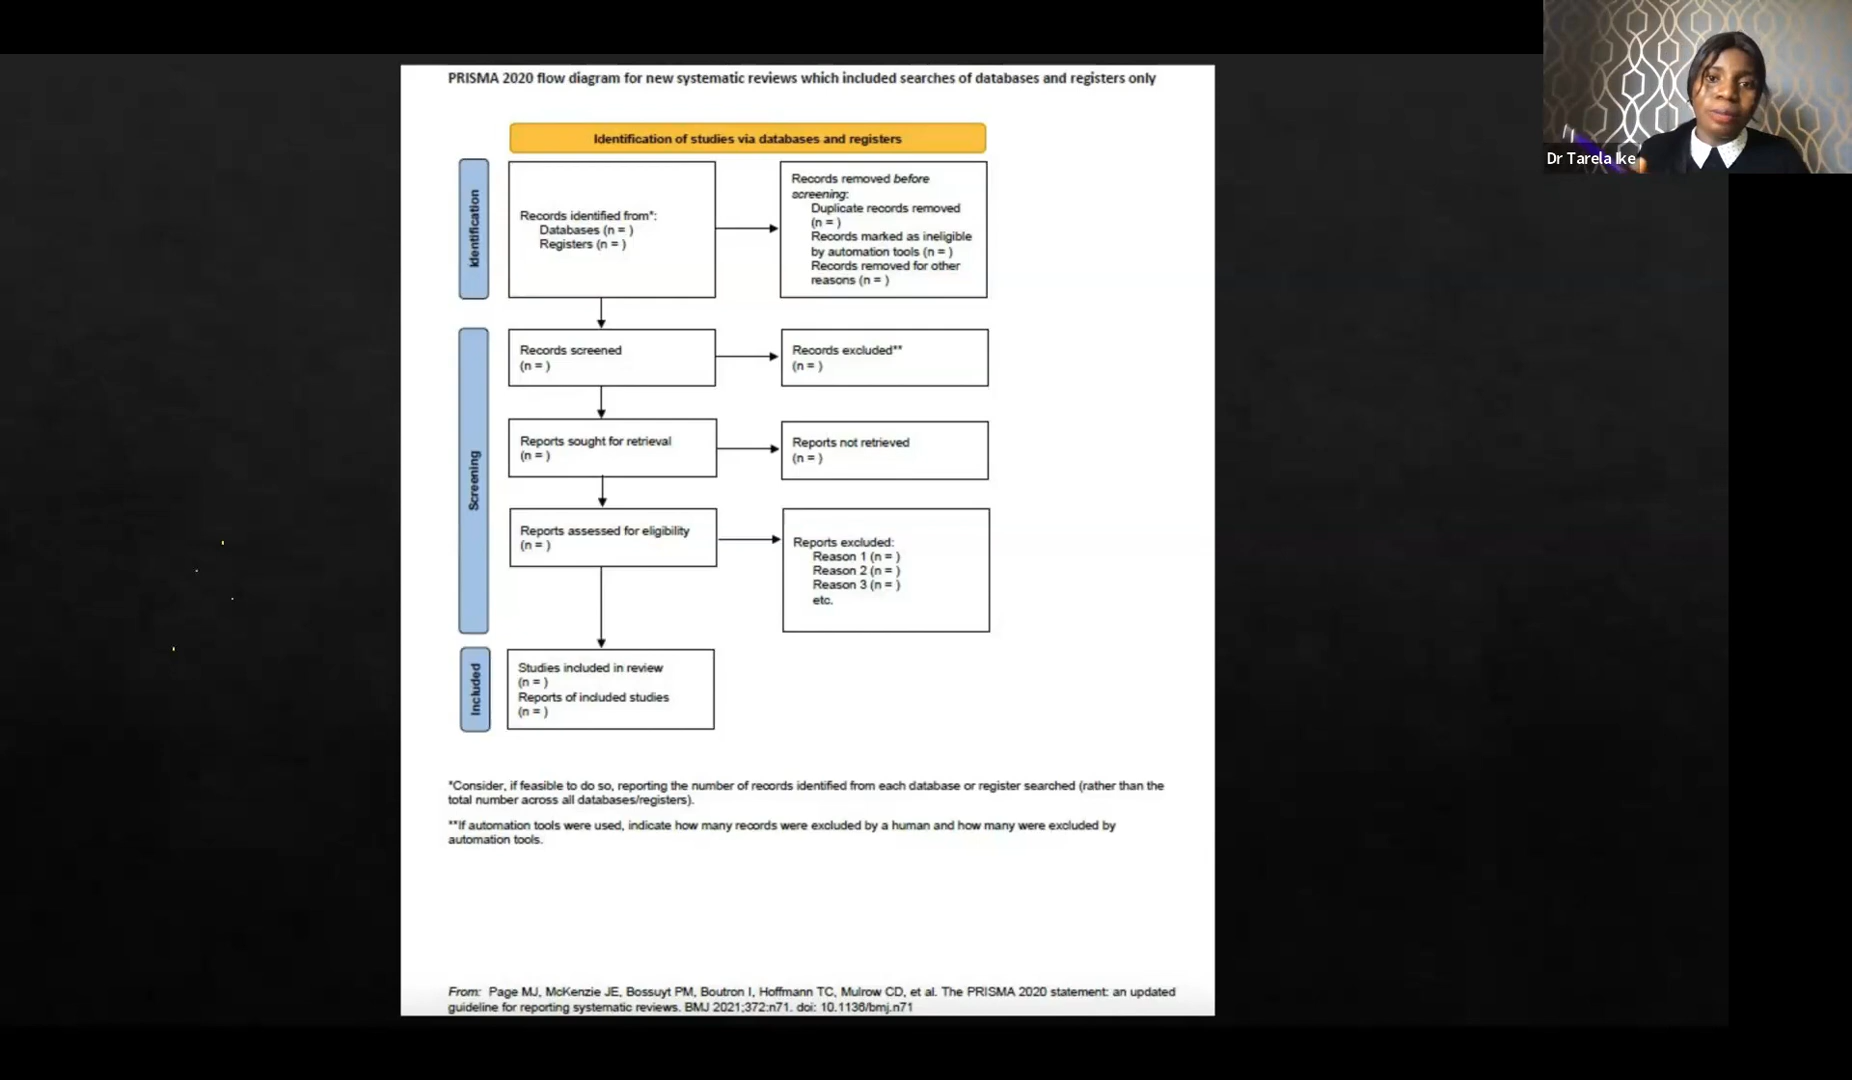 PRISMA 2020 flow diagram for new systematic reviews which included searches of databases and registers only
Dr Tarela Ike
Identification of studies via databases and registers
Identification
Records identified from*:
Databases (n = )
Registers (n = )
Records removed before
screening:
Duplicate records removed
(n = )
Records marked as ineligible
by automation tools (n = )
Records removed for other
reasons (n = )
Screening
Records screened
(n = )
Records excluded**
(n = )
Reports sought for retrieval
(n = )
Reports not retrieved
(n = )
Reports assessed for eligibility
(n = )
Reports excluded:
Reason 1 (n = )
Reason 2 (n = )
Reason 3 (n = )
etc.
Included
Studies included in review
(n = )
Reports of included studies
(n = )
*Consider, if feasible to do so, reporting the number of records identified from each database or register searched (rather than the
total number across all databases/registers).
**If automation tools were used, indicate how many records were excluded by a human and how many were excluded by
automation tools.
From: Page MJ, McKenzie JE, Bossuyt PM, Boutron I, Hoffmann TC, Mulrow CD, et al. The PRISMA 2020 statement: an updated
guideline for reporting systematic reviews. BMJ 2021;372:n71. doi: 10.1136/bmj.n71